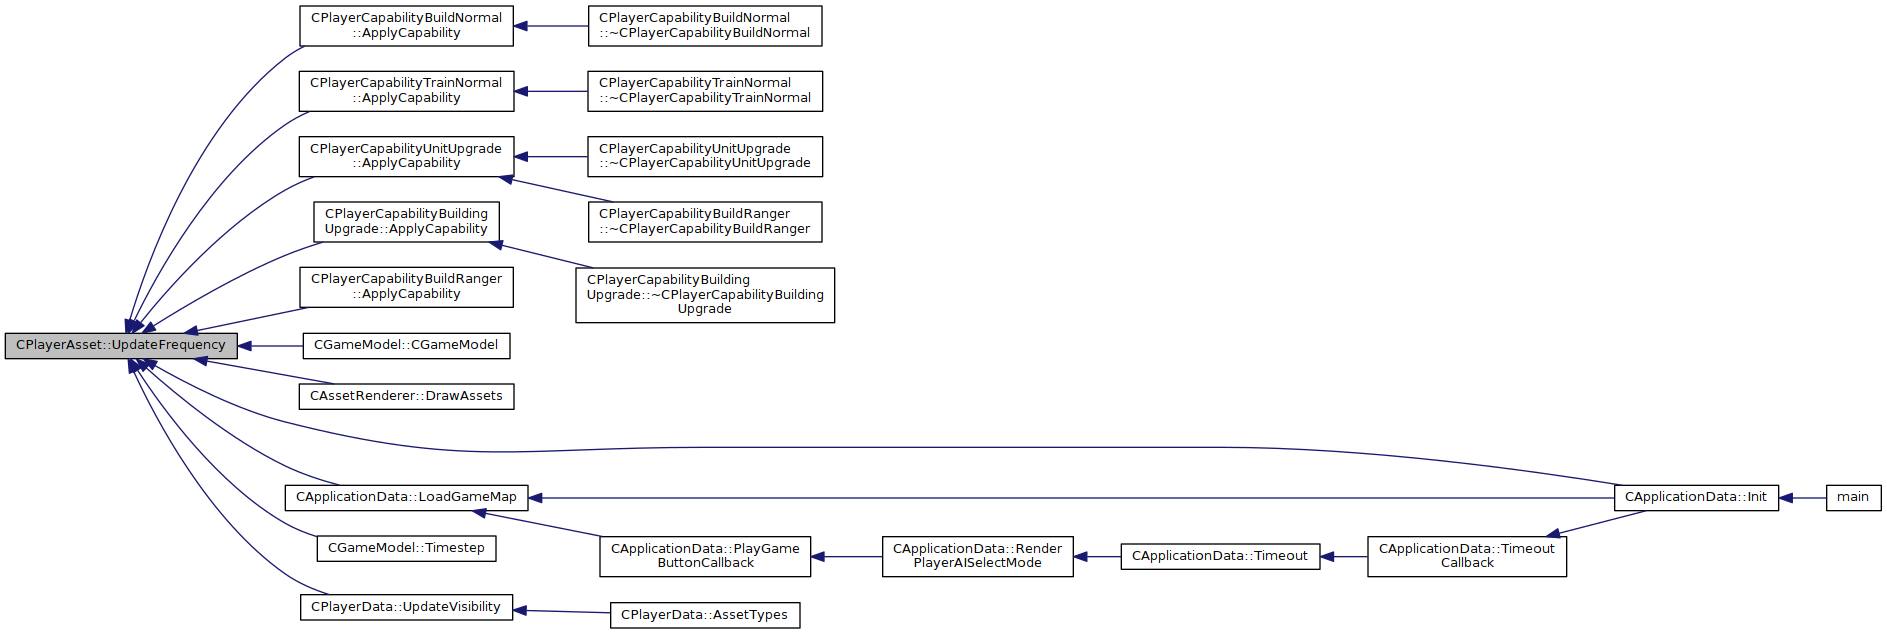 CPlayerCapabilityBuildNormal
::ApplyCapability
CPlayerCapabilityBuildNormal
::~CPlayerCapabilityBuildNormal
CPlayerCapabilityTrainNormal
::ApplyCapability
CPlayerCapabilityTrainNormal
::~CPlayerCapabilityTrainNormal
CPlayerCapabilityUnitUpgrade
::ApplyCapability
CPlayerCapabilityUnitUpgrade
::~CPlayerCapabilityUnitUpgrade
CPlayerCapabilityBuilding
Upgrade::ApplyCapability
CPlayerCapabilityBuildRanger
::~CPlayerCapabilityBuildRanger
CPlayerCapabilityBuildRanger
::ApplyCapability
CPlayerCapabilityBuilding
Upgrade::~CPlayerCapabilityBuilding
Upgrade
CPlayerAsset::UpdateFrequency
CGameModel::CGameModel
CAssetRenderer::DrawAssets
CApplicationData::LoadGameMap
CApplicationData::Init
main
CGameModel::Timestep
CApplicationData::PlayGame
ButtonCallback
CApplicationData::Render
PlayerAISelectMode
CApplicationData::Timeout
CApplicationData::Timeout
Callback
CPlayerData::UpdateVisibility
CPlayerData::AssetTypes